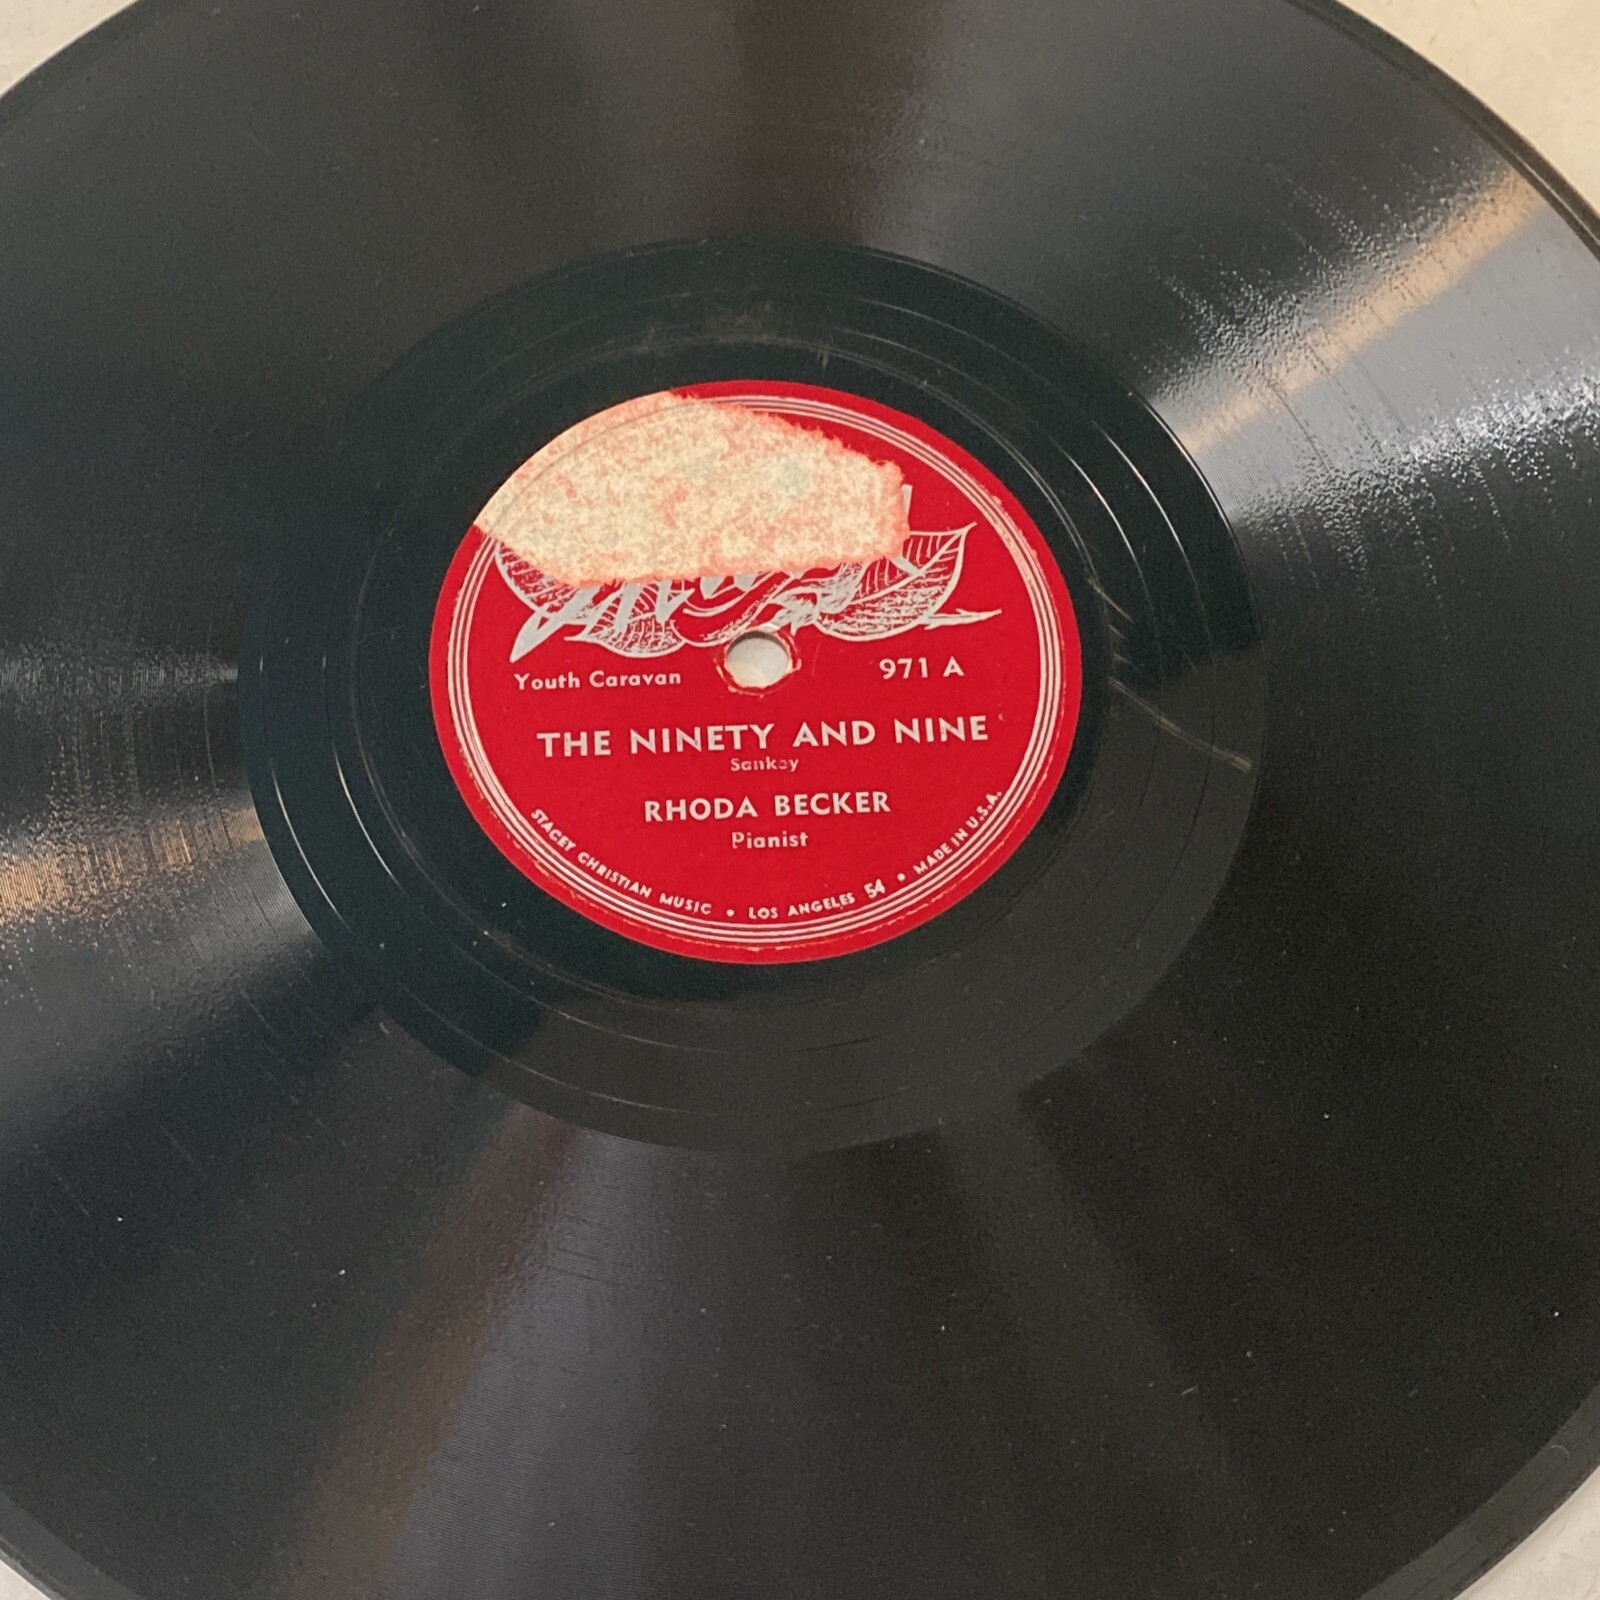 Youth Caravan
971 A
THE NINETY AND NINE
Sankey
RHODA BECKER
Pianist
STACEY CHRISTIAN MUSIC • LOS ANGELES 54 • MADE IN U.S.A.